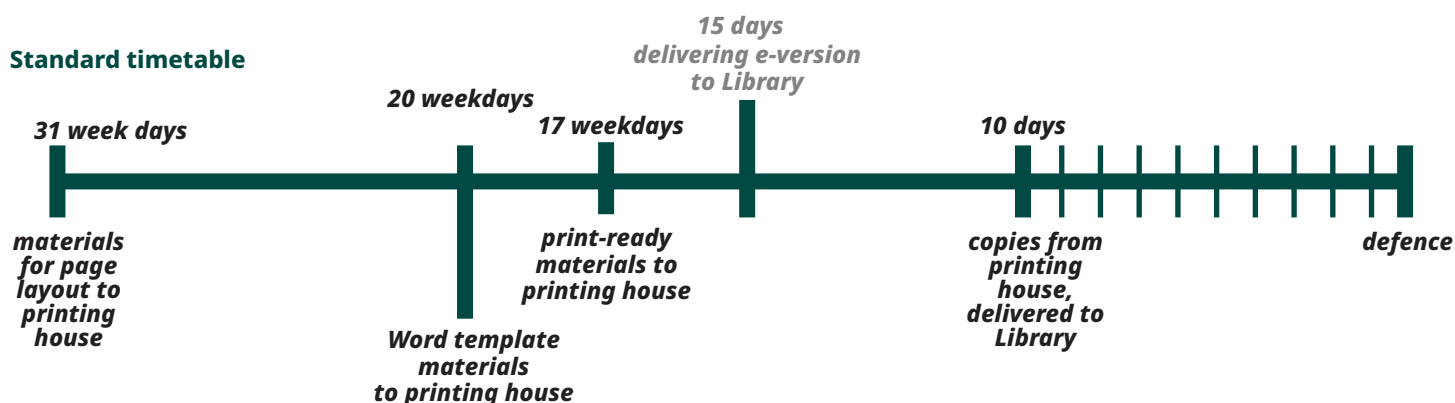 Standard timetable
31 week days
materials
for page
layout to
printing
house
20 weekdays
Word template
materials
to printing house
17 weekdays
print-ready
materials to
printing house
15 days
delivering e-version
to Library
10 days
copies from
printing
house,
delivered to
Library
defence